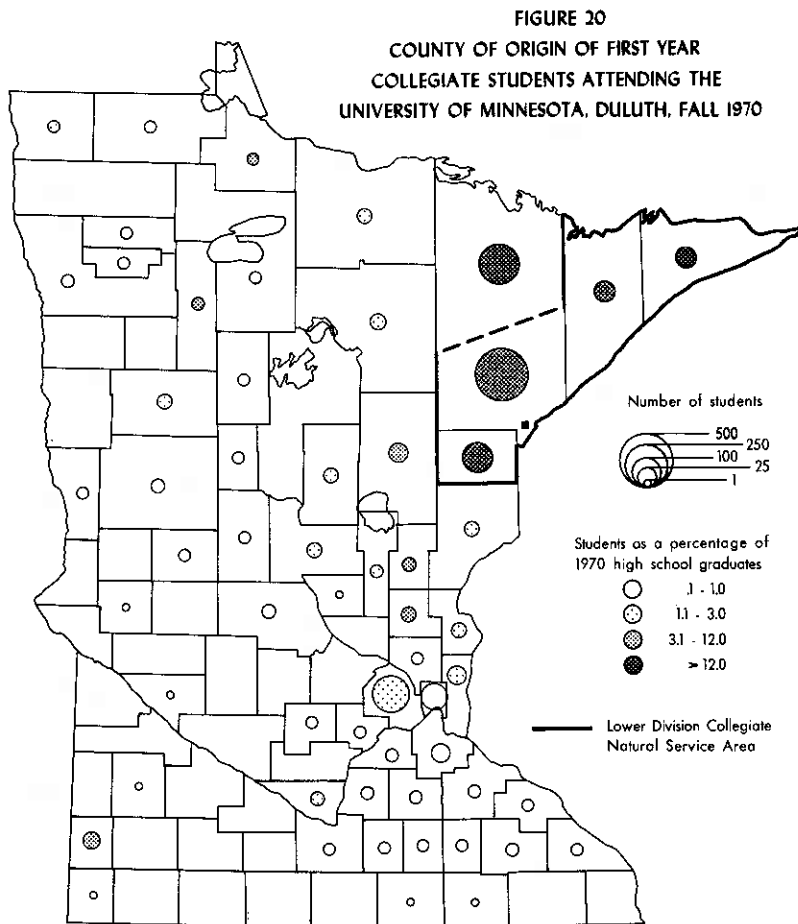 FIGURE 20
COUNTY OF ORIGIN OF FIRST YEAR
COLLEGIATE STUDENTS ATTENDING THE
UNIVERSITY OF MINNESOTA, DULUTH, FALL 1970
Number of students
500
250
100
25
1
Students as a percentage of
1970 high school graduates
.1 - 1.0
1.1 - 3.0
3.1 - 12.0
> 12.0
Lower Division Collegiate
Natural Service Area